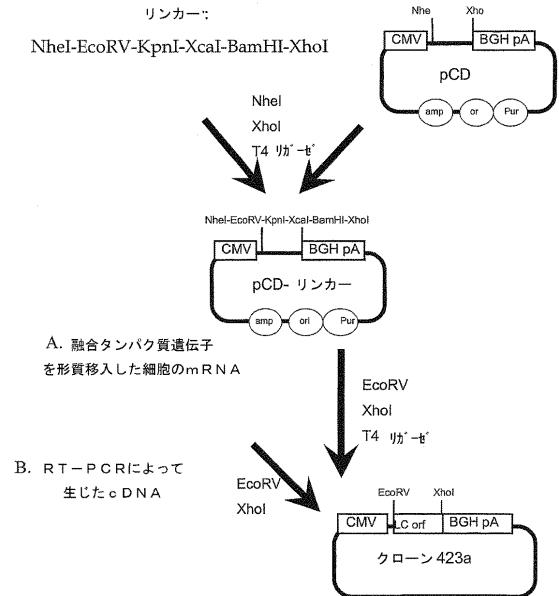 リンカー:
NheI-EcoRV-KpnI-XcaI-BamHI-XhoI
Nhe
Xho
CMV
BGH pA
pCD
amp
or
Pur
NheI
XhoI
T4 リガーゼ
NheI-EcoRV-KpnI-XcaI-BamHI-XhoI
CMV
BGH pA
pCD- リンカー
amp
ori
Pur
A. 融合タンパク質遺伝子
を形質移入した細胞のmRNA
EcoRV
XhoI
T4 リガーゼ
B. RT-PCRによって
生じたcDNA
EcoRV
XhoI
EcoRV
XhoI
CMV
LC orf
BGH pA
クローン 423a